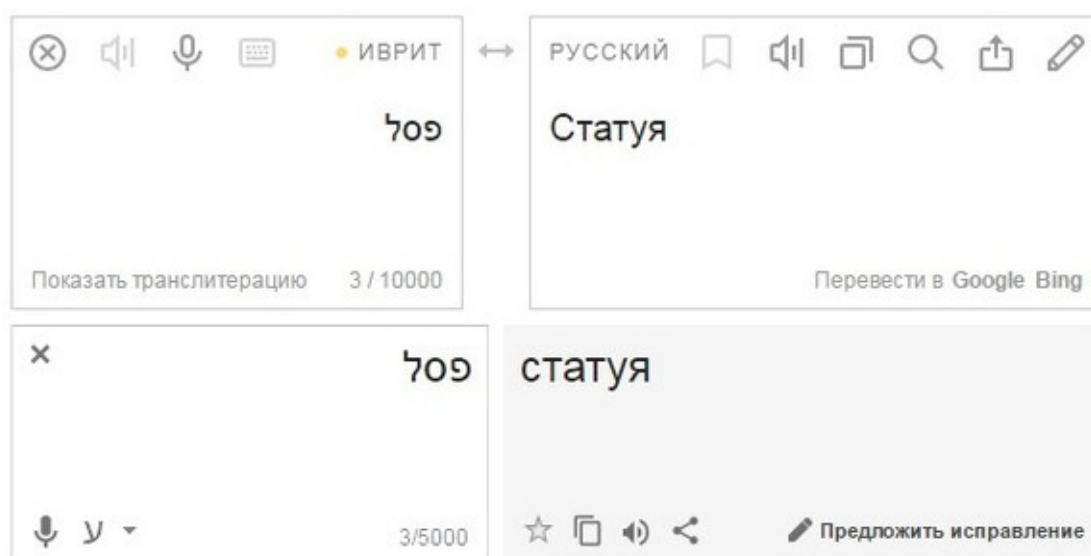 ИВРИТ ↔ РУССКИЙ
פסל
Статуя
Показать транслитерацию 3 / 10000
Перевести в Google Bing
פסל
статуя
ע 3/5000
Предложить исправление